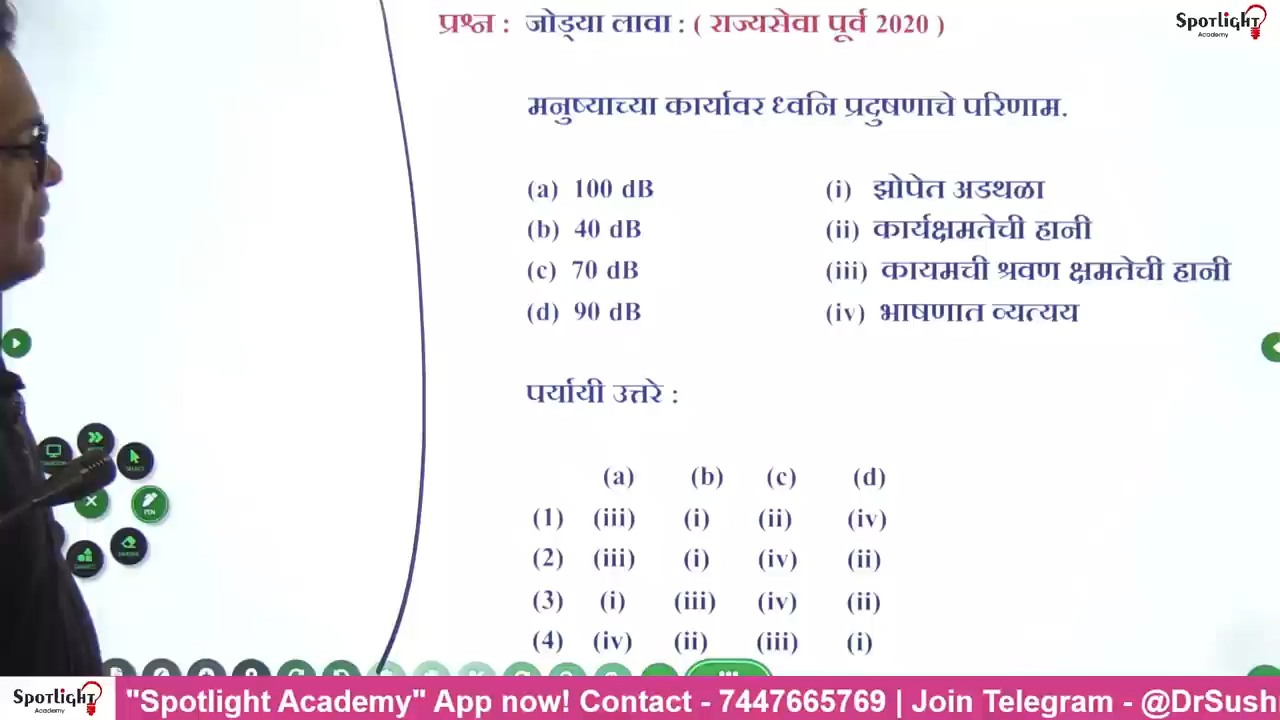 प्रश्न : जोड्या लावा : ( राज्यसेवा पूर्व 2020 )
Spotlight
Academy
मनुष्याच्या कार्यावर ध्वनि प्रदुषणाचे परिणाम.
(a) 100 dB (i) झोपेत अडथळा
(b) 40 dB (ii) कार्यक्षमतेची हानी
(c) 70 dB (iii) कायमची श्रवण क्षमतेची हानी
(d) 90 dB (iv) भाषणात व्यत्यय
पर्यायी उत्तरे :
(a) (b) (c) (d)
(1) (iii) (i) (ii) (iv)
(2) (iii) (i) (iv) (ii)
(3) (i) (iii) (iv) (ii)
(4) (iv) (ii) (iii) (i)
SELECT
PEN
Spotlight
Academy
"Spotlight Academy" App now! Contact - 7447665769 | Join Telegram - @DrSush